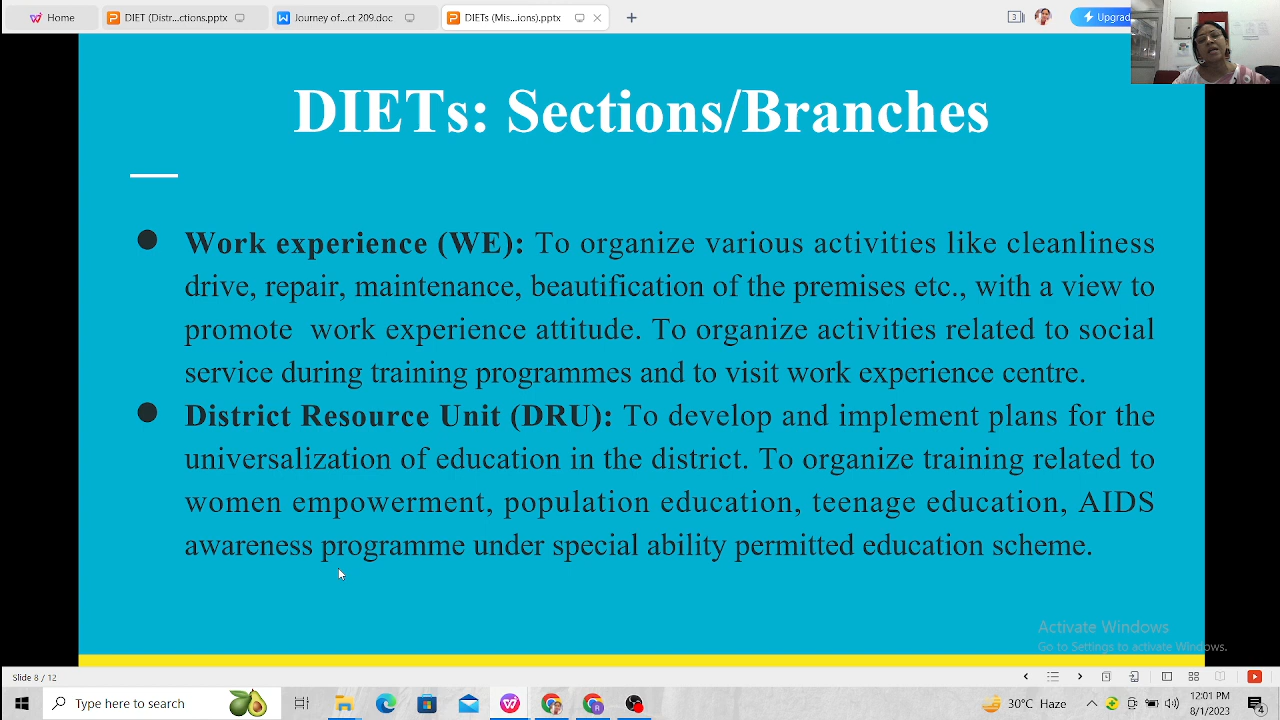 Home
DIET (Distr...ctions.pptx
Journey of ict 209.doc
DIETs (Mis...ions).pptx
3
Upgrad
DIETs: Sections/Branches
● Work experience (WE): To organize various activities like cleanliness
drive, repair, maintenance, beautification of the premises etc., with a view to
promote work experience attitude. To organize activities related to social
service during training programmes and to visit work experience centre.
● District Resource Unit (DRU): To develop and implement plans for the
universalization of education in the district. To organize training related to
women empowerment, population education, teenage education, AIDS
awareness programme under special ability permitted education scheme.
Activate Windows
Go to Settings to activate Windows.
Slide 8 / 12
Type here to search
30°C Haze
12:01 PM
8/1/2023
4